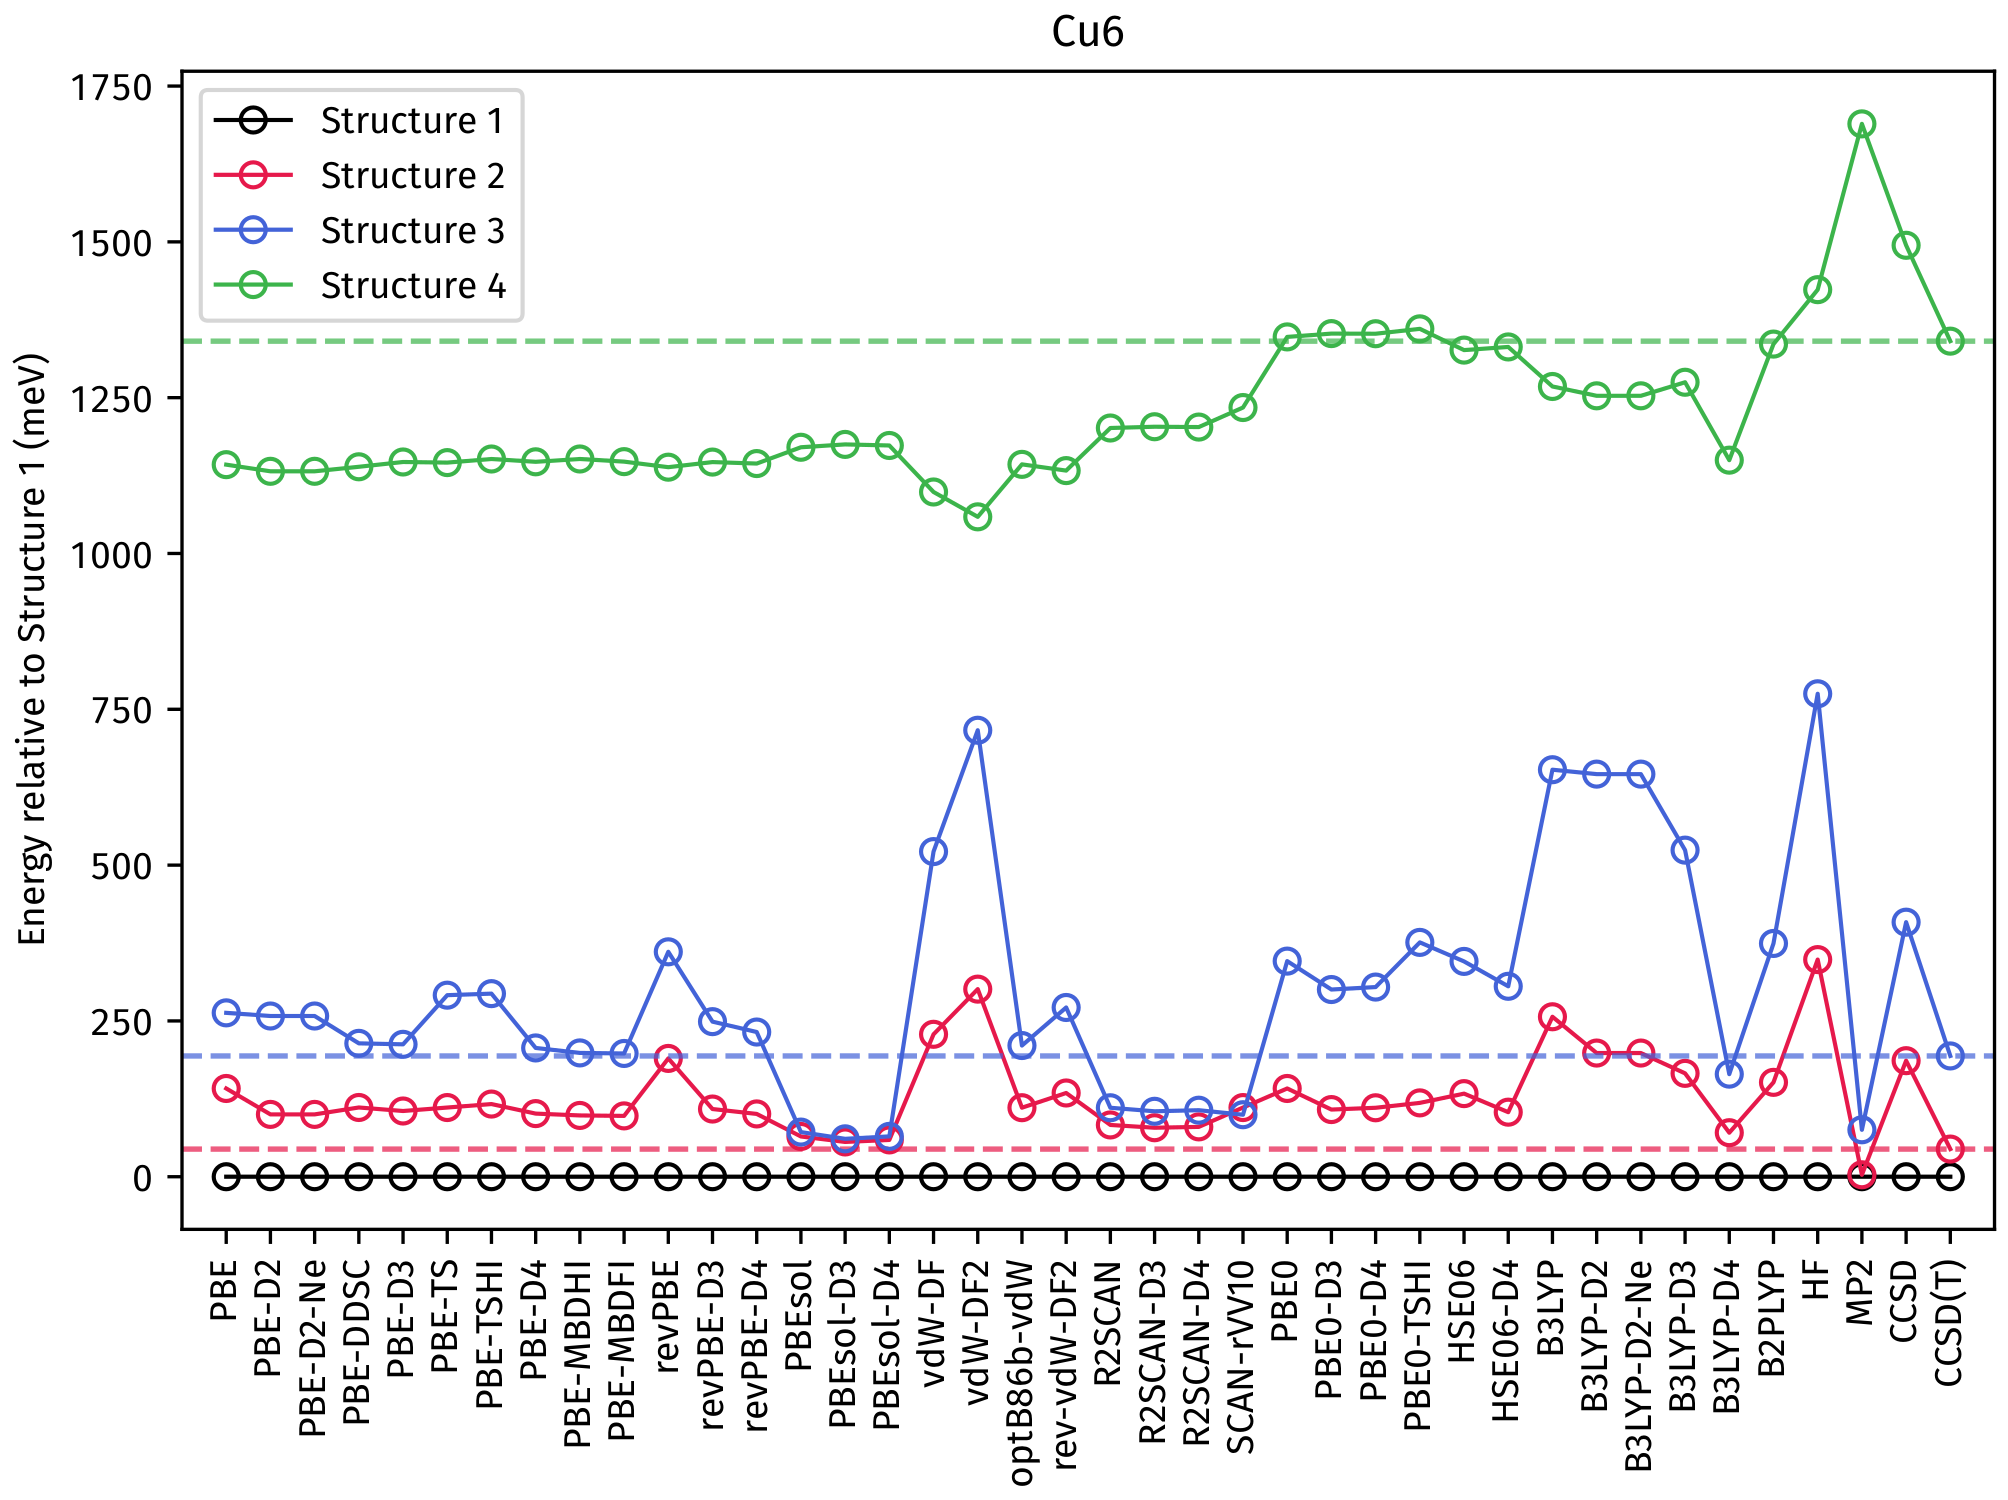 Cu6
Energy relative to Structure 1 (meV)
1750
1500
1250
1000
750
500
250
0
Structure 1
Structure 2
Structure 3
Structure 4
PBE
PBE-D2
PBE-D2-Ne
PBE-DDSC
PBE-D3
PBE-TS
PBE-TSHI
PBE-D4
PBE-MBDHI
PBE-MBDFI
revPBE
revPBE-D3
revPBE-D4
PBEsol
PBEsol-D3
PBEsol-D4
vdW-DF
vdW-DF2
optB86b-vdW
rev-vdW-DF2
R2SCAN
R2SCAN-D3
R2SCAN-D4
SCAN-rVV10
PBE0
PBE0-D3
PBE0-D4
PBE0-TSHI
HSE06
HSE06-D4
B3LYP
B3LYP-D2
B3LYP-D2-Ne
B3LYP-D3
B3LYP-D4
B2PLYP
HF
MP2
CCSD
CCSD(T)